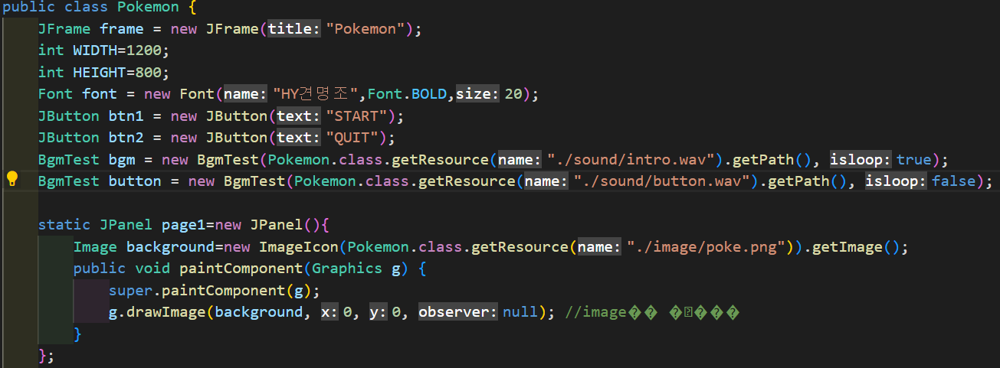 public class Pokemon {
JFrame frame = new JFrame(title: "Pokemon");
int WIDTH=1200;
int HEIGHT=800;
Font font = new Font(name: "HY견명조",Font.BOLD,size: 20);
JButton btn1 = new JButton(text: "START");
JButton btn2 = new JButton(text: "QUIT");
BgmTest bgm = new BgmTest(Pokemon.class.getResource(name: "./sound/intro.wav").getPath(), isloop: true);
BgmTest button = new BgmTest(Pokemon.class.getResource(name: "./sound/button.wav").getPath(), isloop: false);
static JPanel page1=new JPanel(){
Image background=new ImageIcon(Pokemon.class.getResource(name: "./image/poke.png")).getImage();
public void paintComponent(Graphics g) {
super.paintComponent(g);
g.drawImage(background, x: 0, y: 0, observer: null); //image
}
};